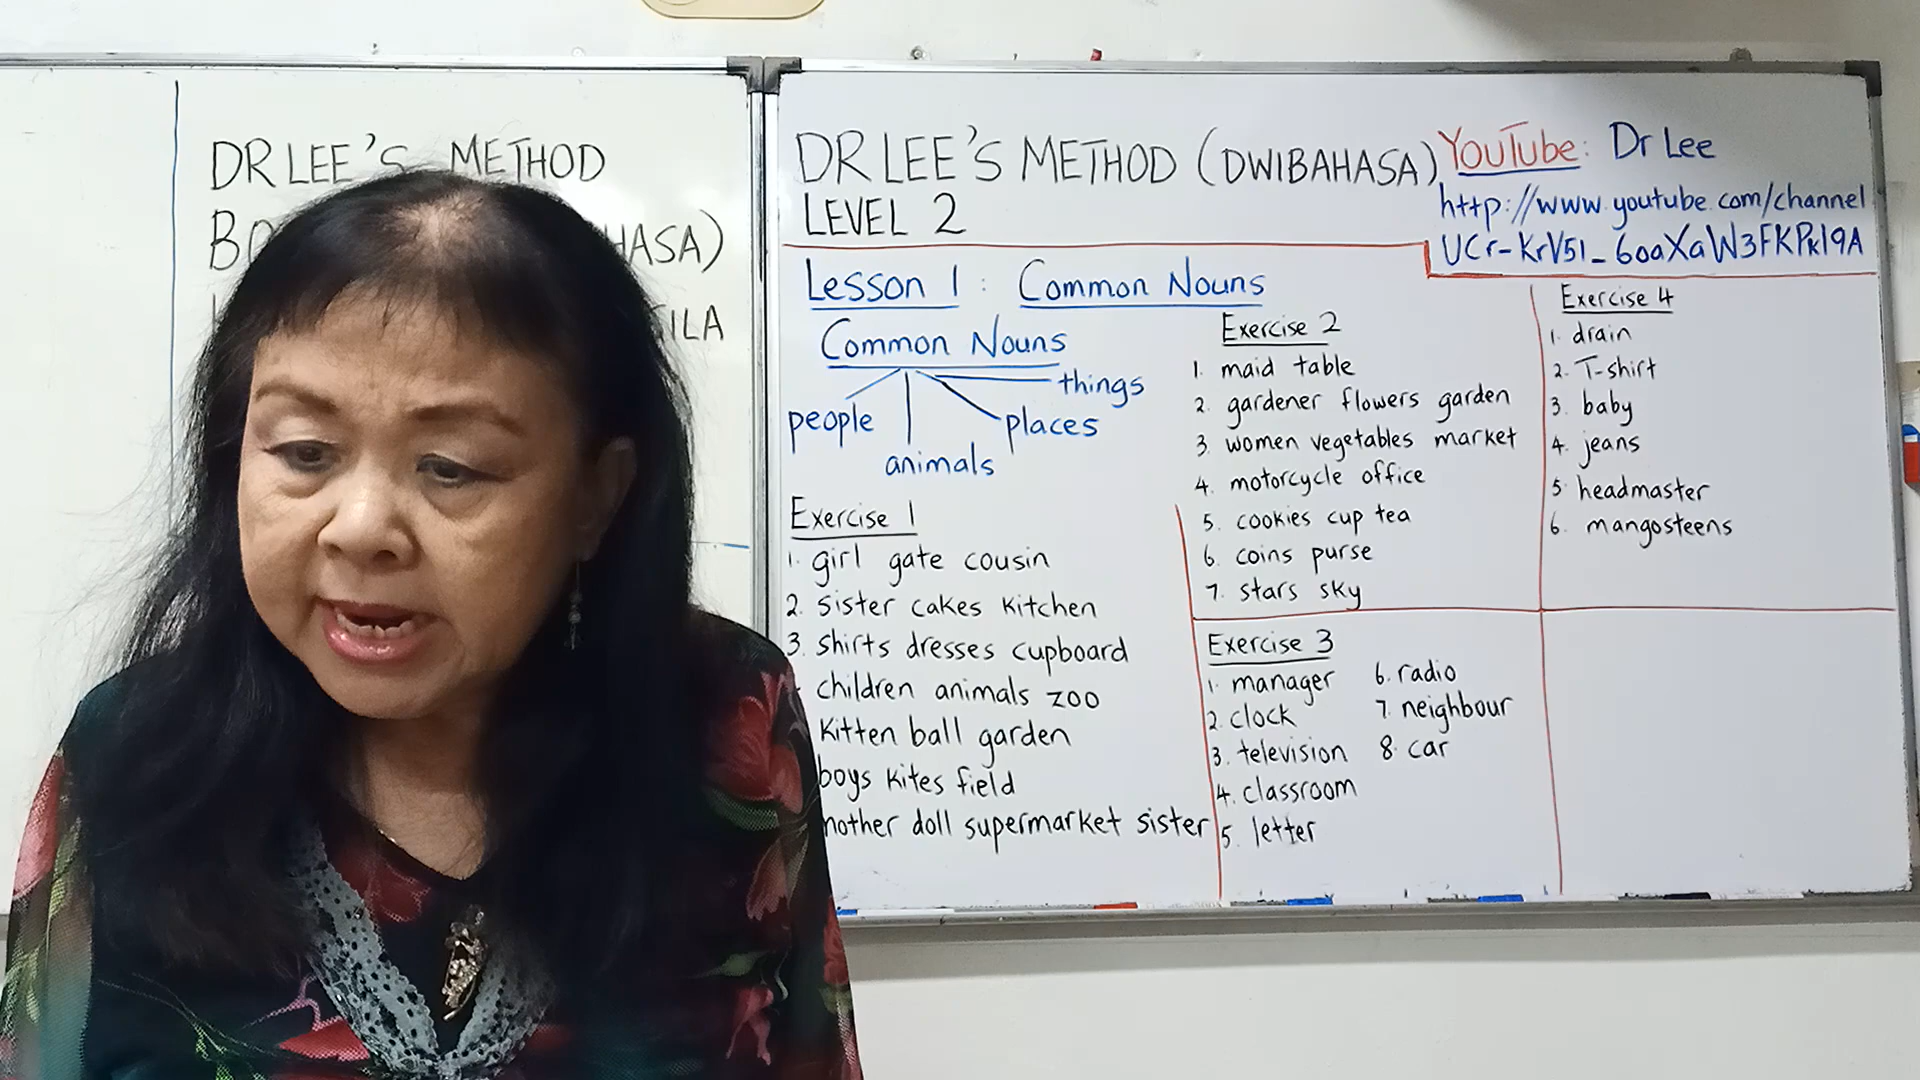 DR LEE'S METHOD
HASA)
ILA
DR LEE'S METHOD (DWIBAHASA)
LEVEL 2
YouTube: Dr Lee
http://www.youtube.com/channel
UCr-KrV51_6oaXaW3FKPkl9A
Lesson 1: Common Nouns
Common Nouns
people
animals
places
things
Exercise 1
1. girl gate cousin
2. sister cakes kitchen
3. shirts dresses cupboard
children animals zoo
kitten ball garden
boys kites field
mother doll supermarket sister
Exercise 2
1. maid table
2. gardener flowers garden
3. women vegetables market
4. motorcycle office
5. cookies cup tea
6. coins purse
7. stars sky
Exercise 3
1. manager
2. clock
3. television
4. classroom
5. letter
6. radio
7. neighbour
8. car
Exercise 4
1. drain
2. T-shirt
3. baby
4. jeans
5. headmaster
6. mangosteens